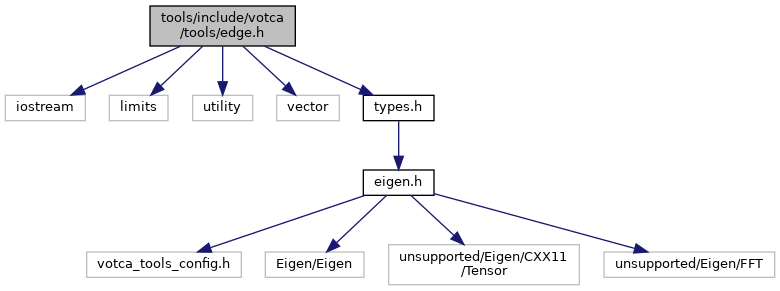 tools/include/votca
/tools/edge.h
iostream
limits
utility
vector
types.h
eigen.h
votca_tools_config.h
Eigen/Eigen
unsupported/Eigen/CXX11
/Tensor
unsupported/Eigen/FFT